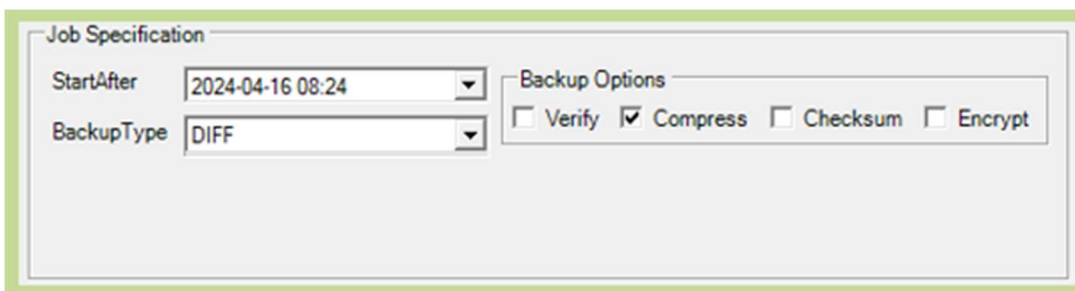 Job Specification
StartAfter 2024-04-16 08:24
Backup Options
Verify Compress Checksum Encrypt
BackupType DIFF